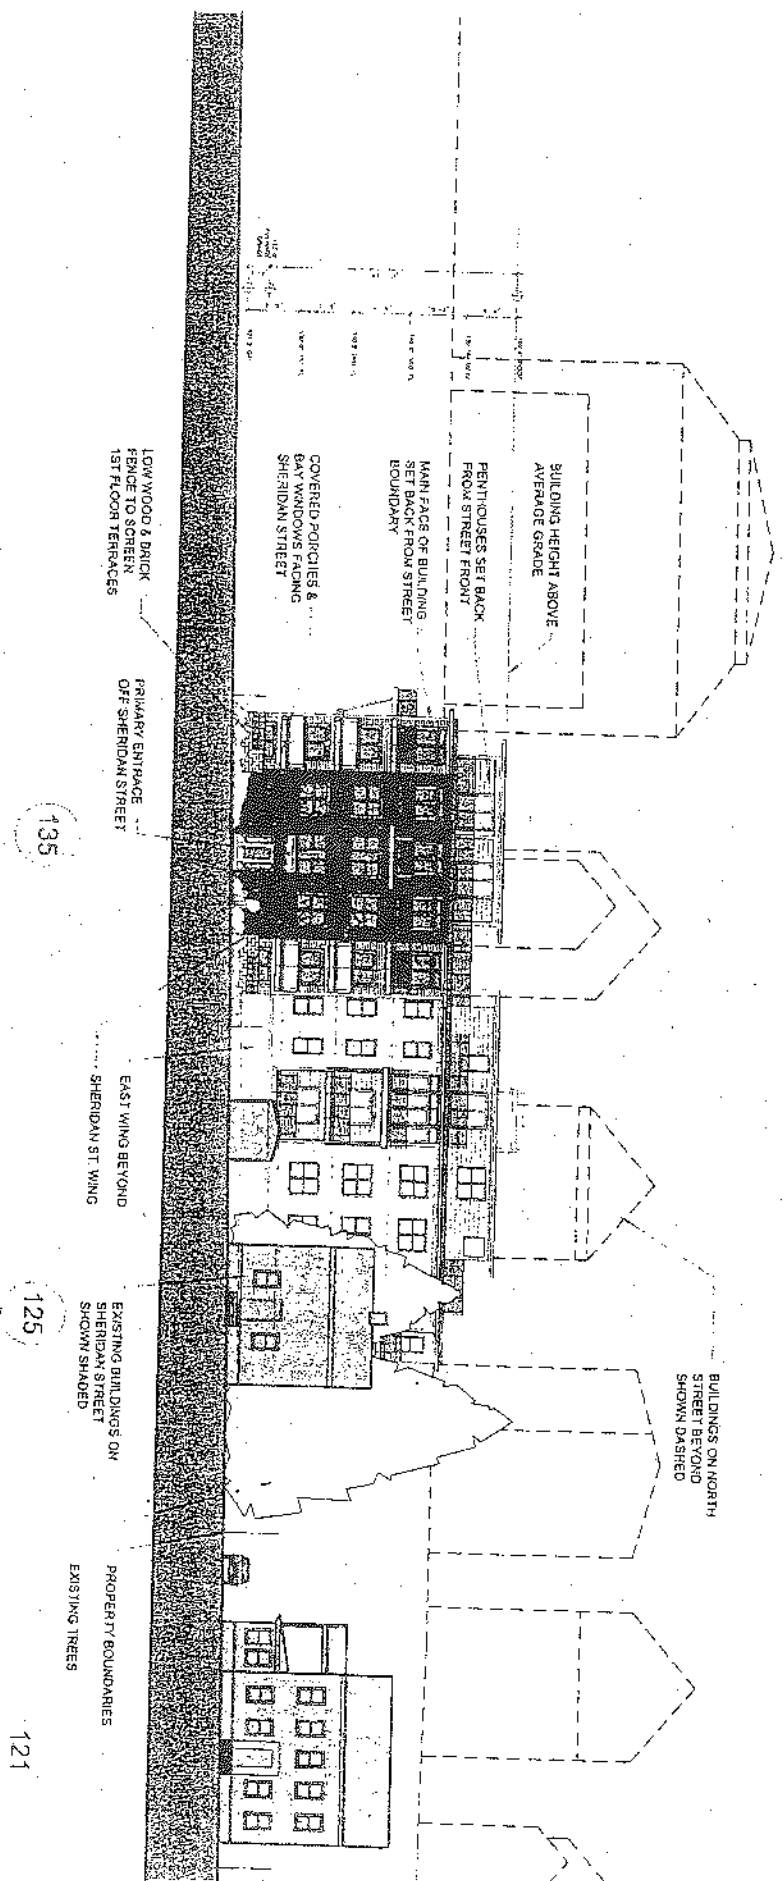 BUILDING HEIGHT ABOVE
AVERAGE GRADE
PENTHOUSES SET BACK
FROM STREET FRONT
MAIN FACS OF BUILDING
SET BACK FROM STREET
BOUNDARY
COVERED PORCHES &
BAY WINDOWS FACING
SHERIDAN STREET
LOW WOOD & BRICK
FENCE TO SCREEN
1ST FLOOR TERRACES
PRIMARY ENTRACE
OFF SHERIDAN STREET
135
EAST WING BEYOND
SHERIDAN ST. WING
BUILDINGS ON NORTH
STREET BEYOND
SHOWN DASHED
EXISTING BUILDINGS ON
SHERIDAN STREET
SHOWN SHADED
125
PROPERTY BOUNDARIES
EXISTING TREES
121